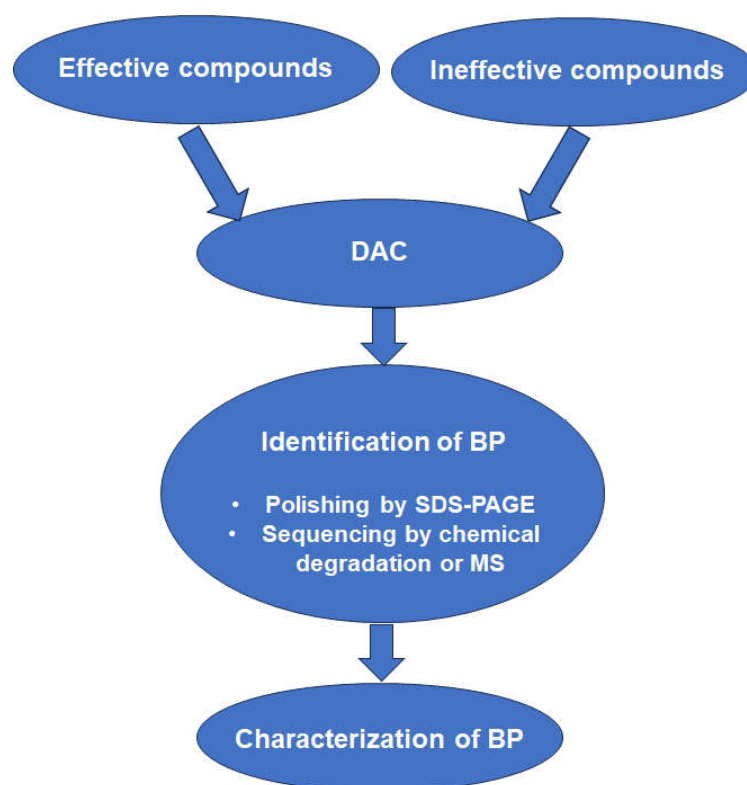 Effective compounds
Ineffective compounds
DAC
Identification of BP
• Polishing by SDS-PAGE
• Sequencing by chemical
degradation or MS
Characterization of BP